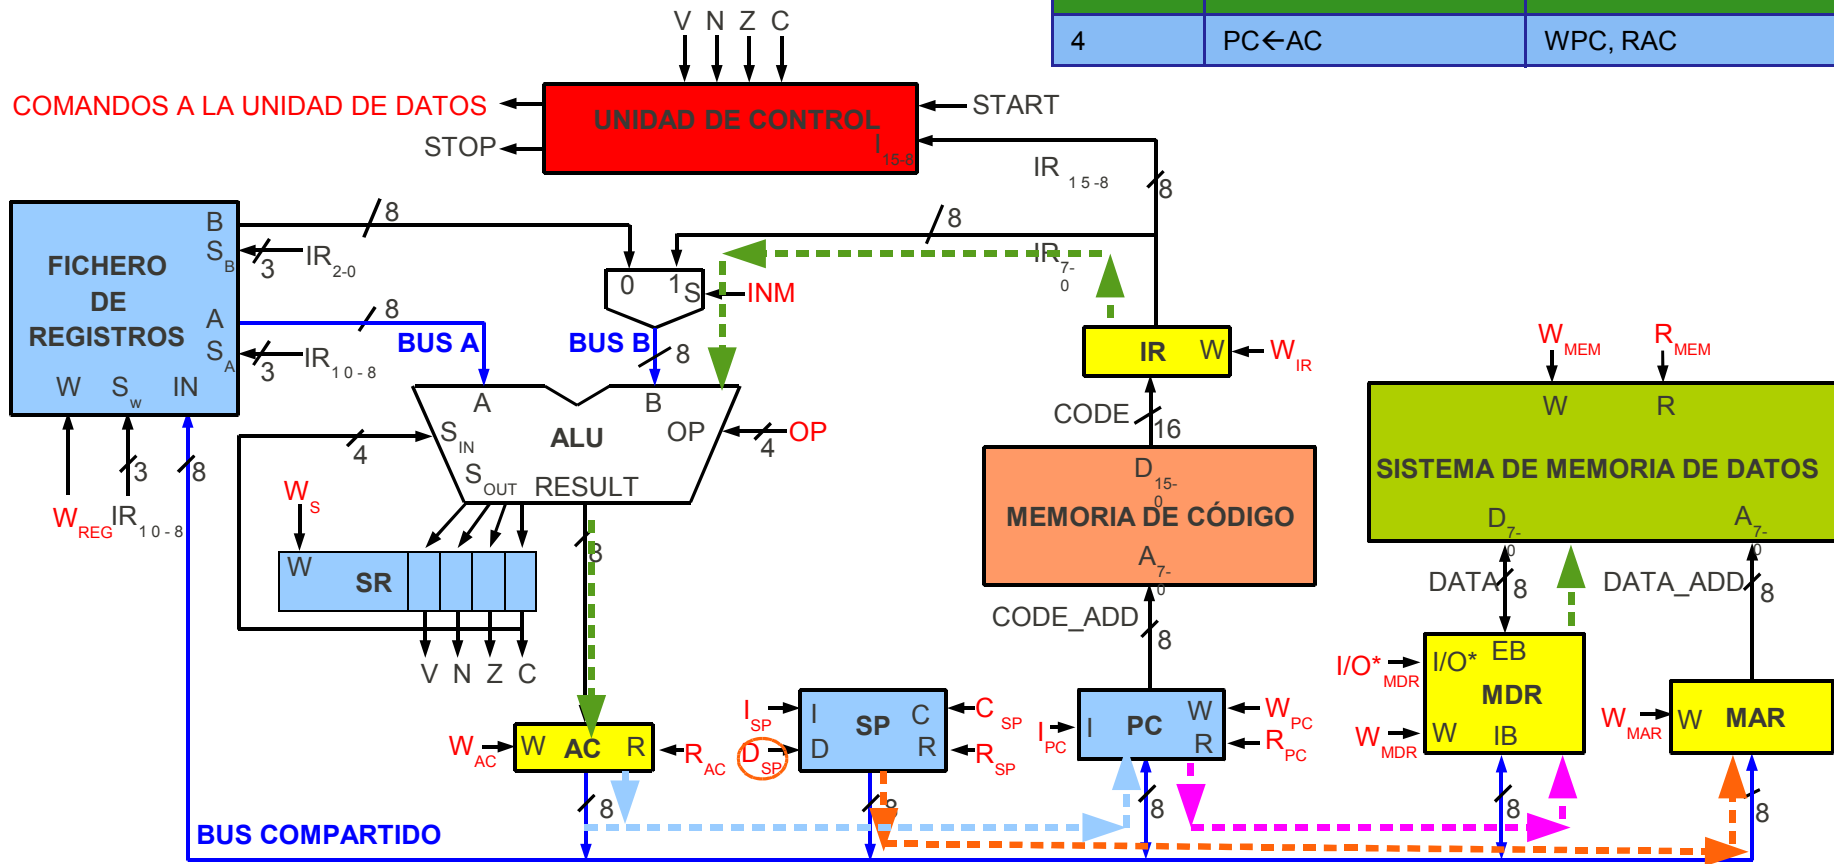 V N Z C
4 PC←AC WPC, RAC
COMANDOS A LA UNIDAD DE DATOS
UNIDAD DE CONTROL
START
STOP
I15-8
IR 15-8
8
8
8
B
SB
3
IR2-0
IR7-0
FICHERO
DE
REGISTROS
0 1 S
INM
A
8
BUS A
BUS B
8
SA
3
IR10-8
W Sw IN
IR W
WIR
WMEM RMEM
W R
A B
CODE
16
SIN
ALU
OP
4
OP
4
SOUT RESULT
D15-0
SISTEMA DE MEMORIA DE DATOS
3
8
WS
WREG IR10-8
MEMORIA DE CÓDIGO
D7-0 A7-0
8
W
SR
A7-0
DATA
8
DATA_ADD
8
CODE_ADD
8
V N Z C
I/O*MDR
I/O* EB
MDR
ISP
I SP C
CSP
IPC
I PC W
WPC
WMAR
W MAR
WAC
W AC R
RAC
DSP
D R
RSP
R
RPC
WMDR
W IB
8
8
8
8
8
BUS COMPARTIDO